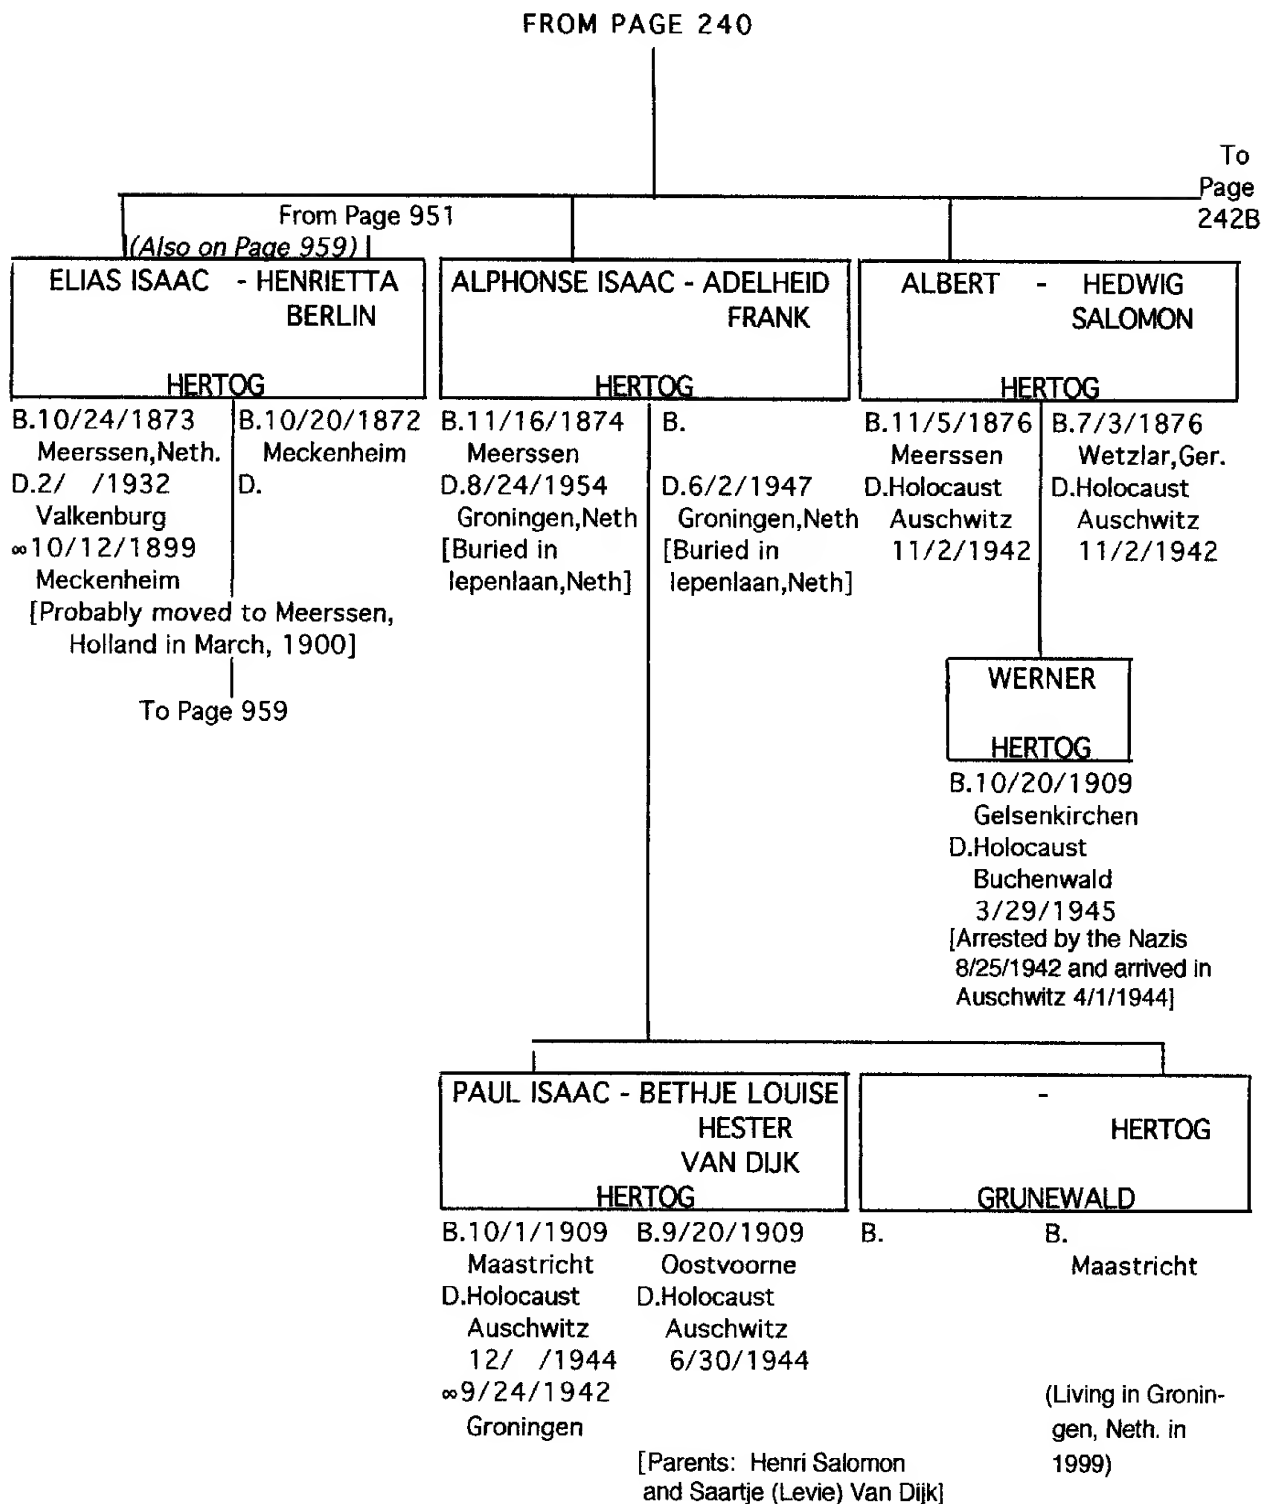 FROM PAGE 240
To
Page
242B
From Page 951
(Also on Page 959)
ELIAS ISAAC - HENRIETTA
BERLIN
HERTOG
B.10/24/1873
Meerssen,Neth.
D.2/ /1932
Valkenburg
∞10/12/1899
Meckenheim
B.10/20/1872
Meckenheim
D.
[Probably moved to Meerssen,
Holland in March, 1900]
To Page 959
ALPHONSE ISAAC - ADELHEID
FRANK
HERTOG
B.11/16/1874
Meerssen
D.8/24/1954
Groningen,Neth
[Buried in
Iepenlaan,Neth]
B.
D.6/2/1947
Groningen,Neth
[Buried in
Iepenlaan,Neth]
ALBERT - HEDWIG
SALOMON
HERTOG
B.11/5/1876
Meerssen
D.Holocaust
Auschwitz
11/2/1942
B.7/3/1876
Wetzlar,Ger.
D.Holocaust
Auschwitz
11/2/1942
WERNER
HERTOG
B.10/20/1909
Gelsenkirchen
D.Holocaust
Buchenwald
3/29/1945
[Arrested by the Nazis
8/25/1942 and arrived in
Auschwitz 4/1/1944]
PAUL ISAAC - BETHJE LOUISE
HESTER
VAN DIJK
HERTOG
B.10/1/1909
Maastricht
D.Holocaust
Auschwitz
12/ /1944
∞9/24/1942
Groningen
B.9/20/1909
Oostvoorne
D.Holocaust
Auschwitz
6/30/1944
[Parents: Henri Salomon
and Saartje (Levie) Van Dijk]
-
HERTOG
GRUNEWALD
B.
B.
Maastricht
(Living in Gronin-
gen, Neth. in
1999)